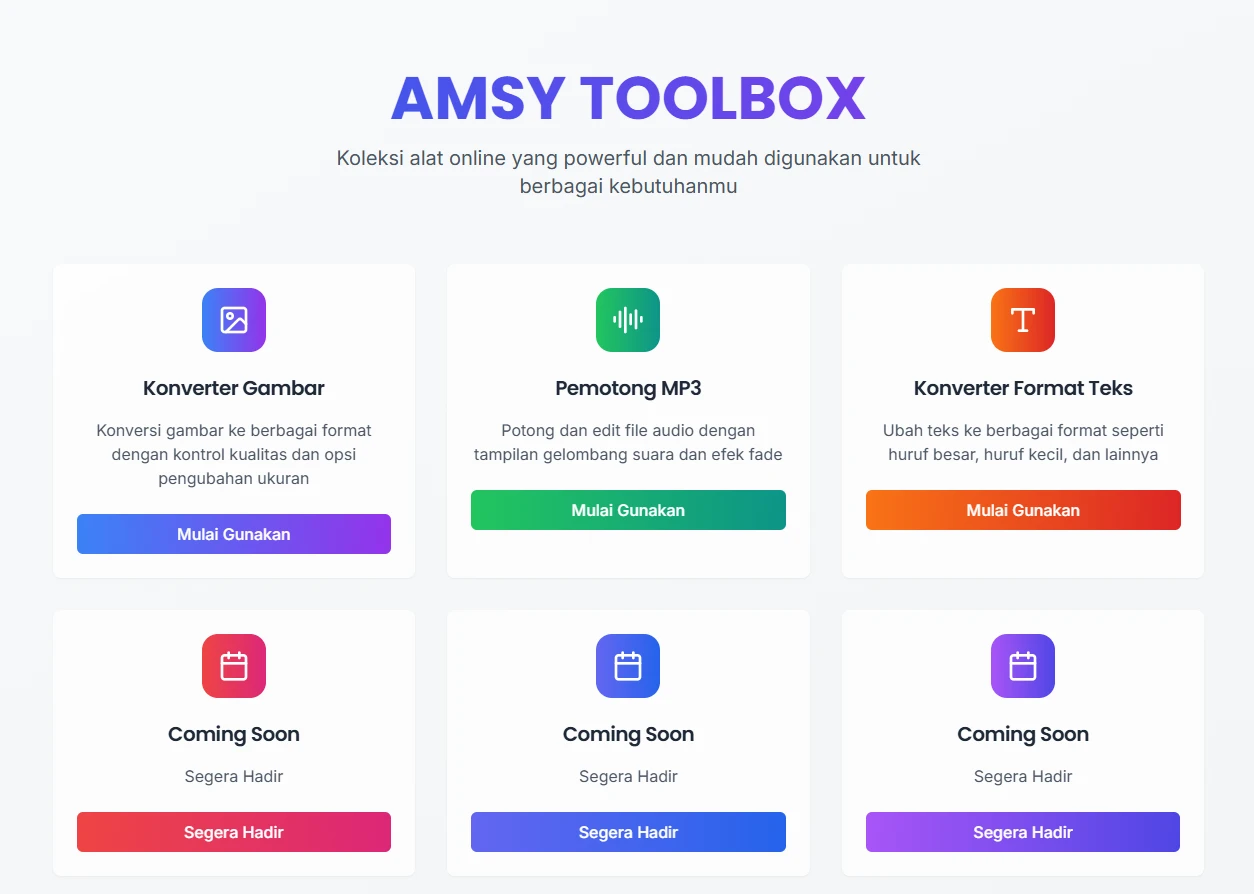 AMSY TOOLBOX
Koleksi alat online yang powerful dan mudah digunakan untuk
berbagai kebutuhanmu
Konverter Gambar
Konversi gambar ke berbagai format
dengan kontrol kualitas dan opsi
pengubahan ukuran
Mulai Gunakan
Pemotong MP3
Potong dan edit file audio dengan
tampilan gelombang suara dan efek fade
Mulai Gunakan
Konverter Format Teks
Ubah teks ke berbagai format seperti
huruf besar, huruf kecil, dan lainnya
Mulai Gunakan
Coming Soon
Segera Hadir
Segera Hadir
Coming Soon
Segera Hadir
Segera Hadir
Coming Soon
Segera Hadir
Segera Hadir